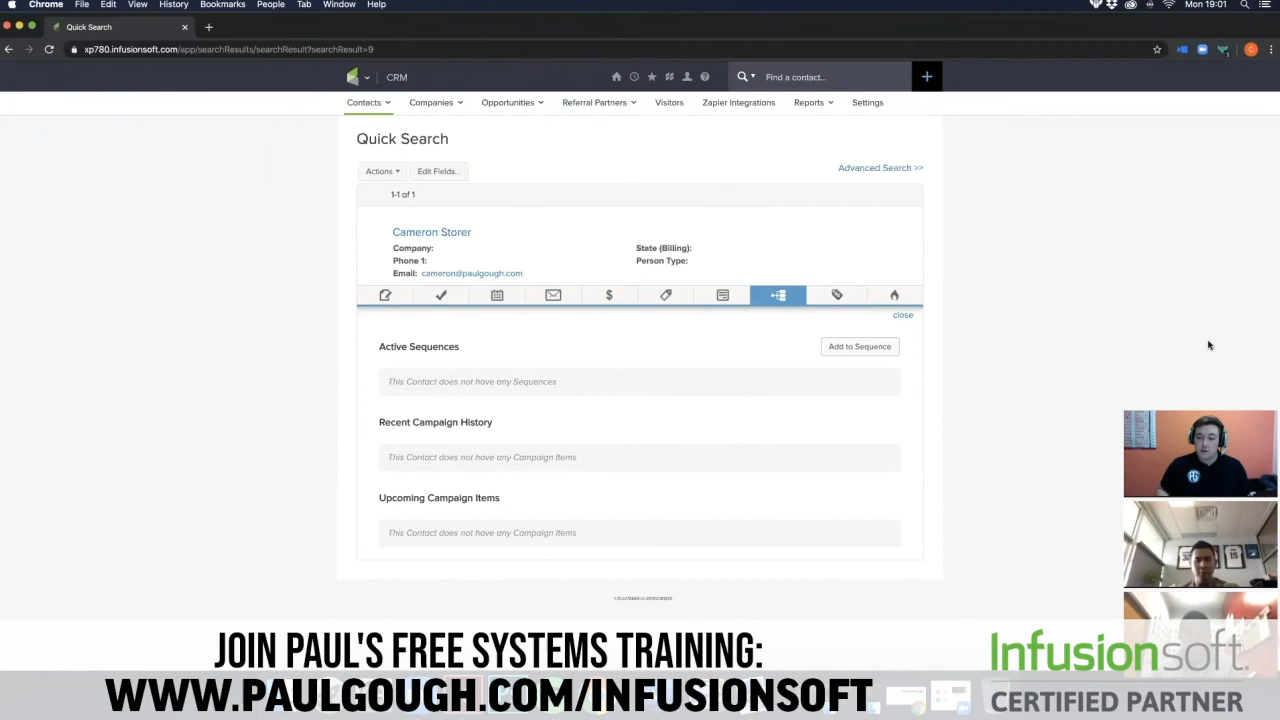 Chrome File Edit View History Bookmarks People Tab Window Help Mon 19:01
Quick Search
xp780.infusionsoft.com/app/searchResults/searchResult?searchResult=9
CRM Find a contact...
Contacts Companies Opportunities Referral Partners Visitors Zapier Integrations Reports Settings
Quick Search
Advanced Search >>
Actions Edit Fields...
1-1 of 1
Cameron Storer
Company: State (Billing):
Phone 1: Person Type:
Email: cameron@paulgough.com
close
Active Sequences Add to Sequence
This Contact does not have any Sequences
Recent Campaign History
This Contact does not have any Campaign Items
Upcoming Campaign Items
This Contact does not have any Campaign Items
JOIN PAUL'S FREE SYSTEMS TRAINING:
WWW.PAULGOUGH.COM/INFUSIONSOFT
Infusionsoft.
CERTIFIED PARTNER